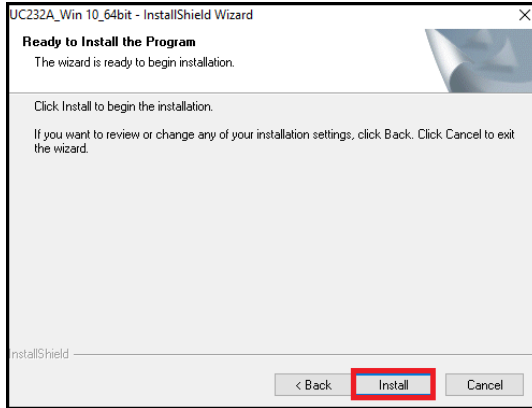 UC232A_Win 10_64bit - InstallShield Wizard
Ready to Install the Program
The wizard is ready to begin installation.
Click Install to begin the installation.
If you want to review or change any of your installation settings, click Back. Click Cancel to exit
the wizard.
InstallShield
< Back Install Cancel